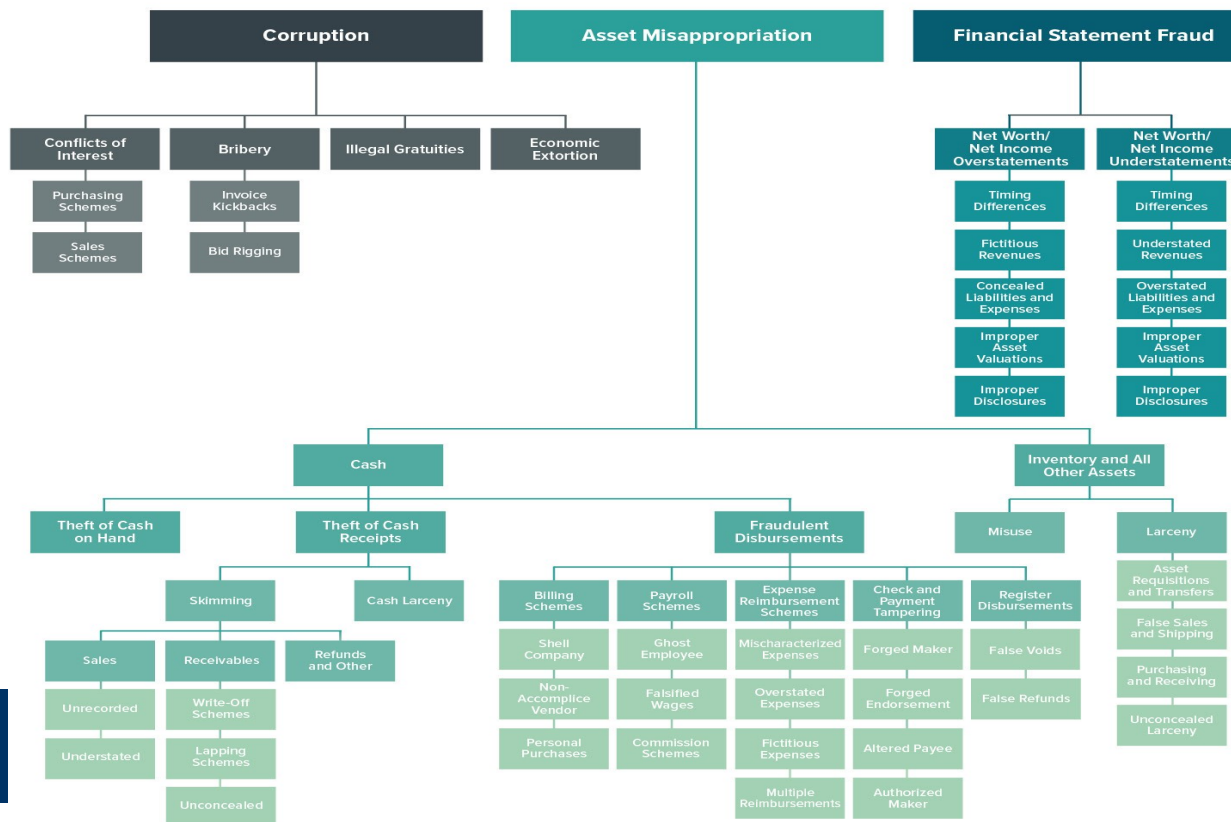 Corruption
Asset Misappropriation
Financial Statement Fraud
Conflicts of
Interest
Bribery
Illegal Gratuities
Economic
Extortion
Purchasing
Schemes
Sales
Schemes
Invoice
Kickbacks
Bid Rigging
Net Worth/
Net Income
Overstatements
Net Worth/
Net Income
Understatements
Timing
Differences
Fictitious
Revenues
Concealed
Liabilities and
Expenses
Improper
Asset
Valuations
Improper
Disclosures
Timing
Differences
Understated
Revenues
Overstated
Liabilities and
Expenses
Improper
Asset
Valuations
Improper
Disclosures
Cash
Inventory and All
Other Assets
Theft of Cash
on Hand
Theft of Cash
Receipts
Fraudulent
Disbursements
Misuse
Larceny
Skimming
Cash Larceny
Sales
Receivables
Refunds
and Other
Unrecorded
Understated
Write-Off
Schemes
Lapping
Schemes
Unconcealed
Billing
Schemes
Shell
Company
Non-
Accomplice
Vendor
Personal
Purchases
Payroll
Schemes
Ghost
Employee
Falsified
Wages
Commission
Schemes
Expense
Reimbursement
Schemes
Mischaracterized
Expenses
Overstated
Expenses
Fictitious
Expenses
Multiple
Reimbursements
Check and
Payment
Tampering
Forged Maker
Forged
Endorsement
Altered Payee
Authorized
Maker
Register
Disbursements
False Voids
False Refunds
Asset
Requisitions
and Transfers
False Sales
and Shipping
Purchasing
and Receiving
Unconcealed
Larceny